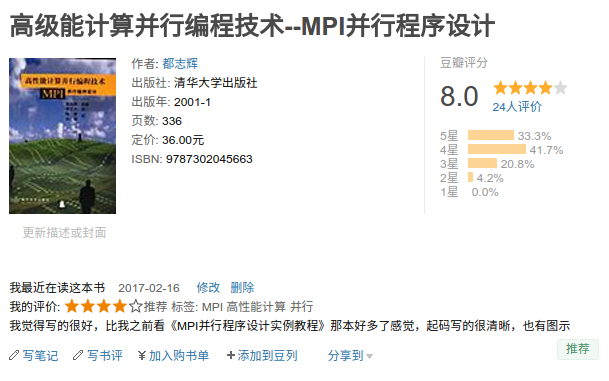 高级能计算并行编程技术--MPI并行程序设计
高性能计算并行编程技术
MPI 并行程序设计
作者: 都志辉
出版社: 清华大学出版社
出版年: 2001-1
页数: 336
定价: 36.00元
ISBN: 9787302045663
更新描述或封面
豆瓣评分
8.0
24人评价
5星 33.3%
4星 41.7%
3星 20.8%
2星 4.2%
1星 0.0%
我最近在读这本书 2017-02-16 修改 删除
我的评价: 推荐 标签: MPI 高性能计算 并行
我觉得写的很好，比我之前看《MPI并行程序设计实例教程》那本好多了感觉，起码写的很清晰，也有图示
写笔记 写书评 ¥加入购书单 +添加到豆列 分享到 推荐